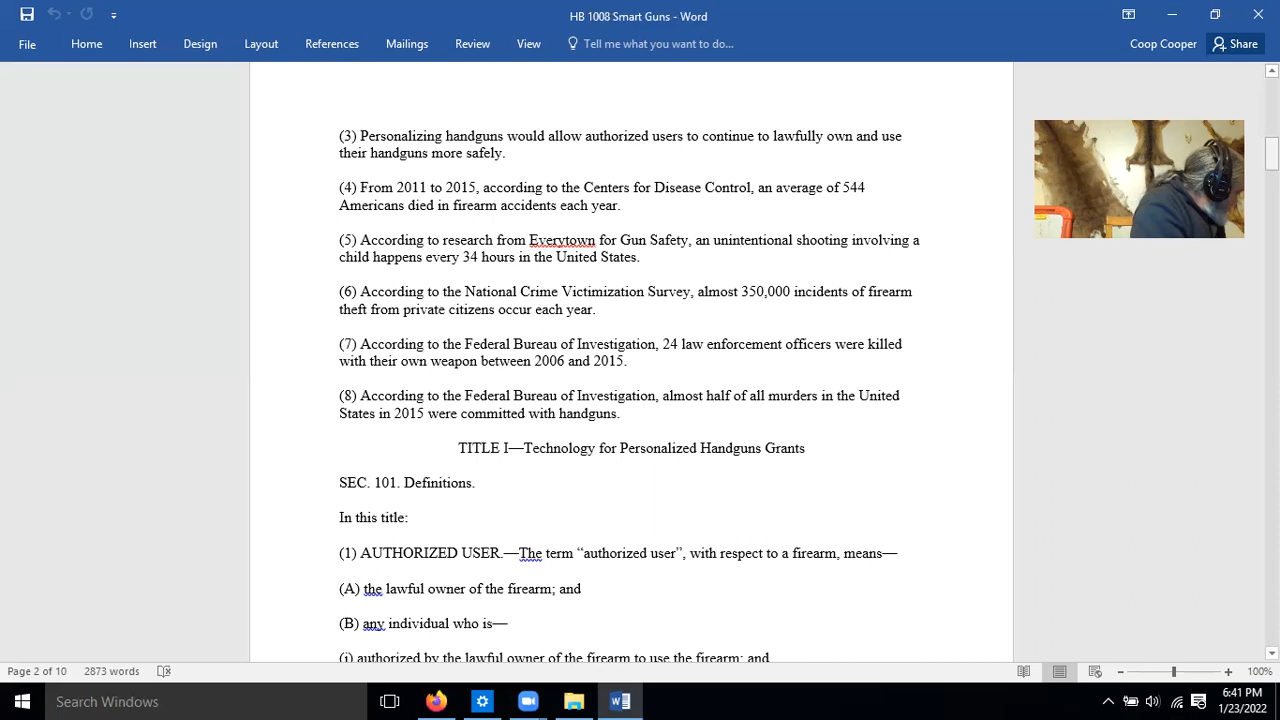 HB 1008 Smart Guns - Word
File Home Insert Design Layout References Mailings Review View Tell me what you want to do... Coop Cooper Share
(3) Personalizing handguns would allow authorized users to continue to lawfully own and use
their handguns more safely.
(4) From 2011 to 2015, according to the Centers for Disease Control, an average of 544
Americans died in firearm accidents each year.
(5) According to research from Everytown for Gun Safety, an unintentional shooting involving a
child happens every 34 hours in the United States.
(6) According to the National Crime Victimization Survey, almost 350,000 incidents of firearm
theft from private citizens occur each year.
(7) According to the Federal Bureau of Investigation, 24 law enforcement officers were killed
with their own weapon between 2006 and 2015.
(8) According to the Federal Bureau of Investigation, almost half of all murders in the United
States in 2015 were committed with handguns.
TITLE I—Technology for Personalized Handguns Grants
SEC. 101. Definitions.
In this title:
(1) AUTHORIZED USER.—The term “authorized user”, with respect to a firearm, means—
(A) the lawful owner of the firearm; and
(B) any individual who is—
(i) authorized by the lawful owner of the firearm to use the firearm; and
Page 2 of 10 2873 words 100%
Search Windows
6:41 PM
1/23/2022